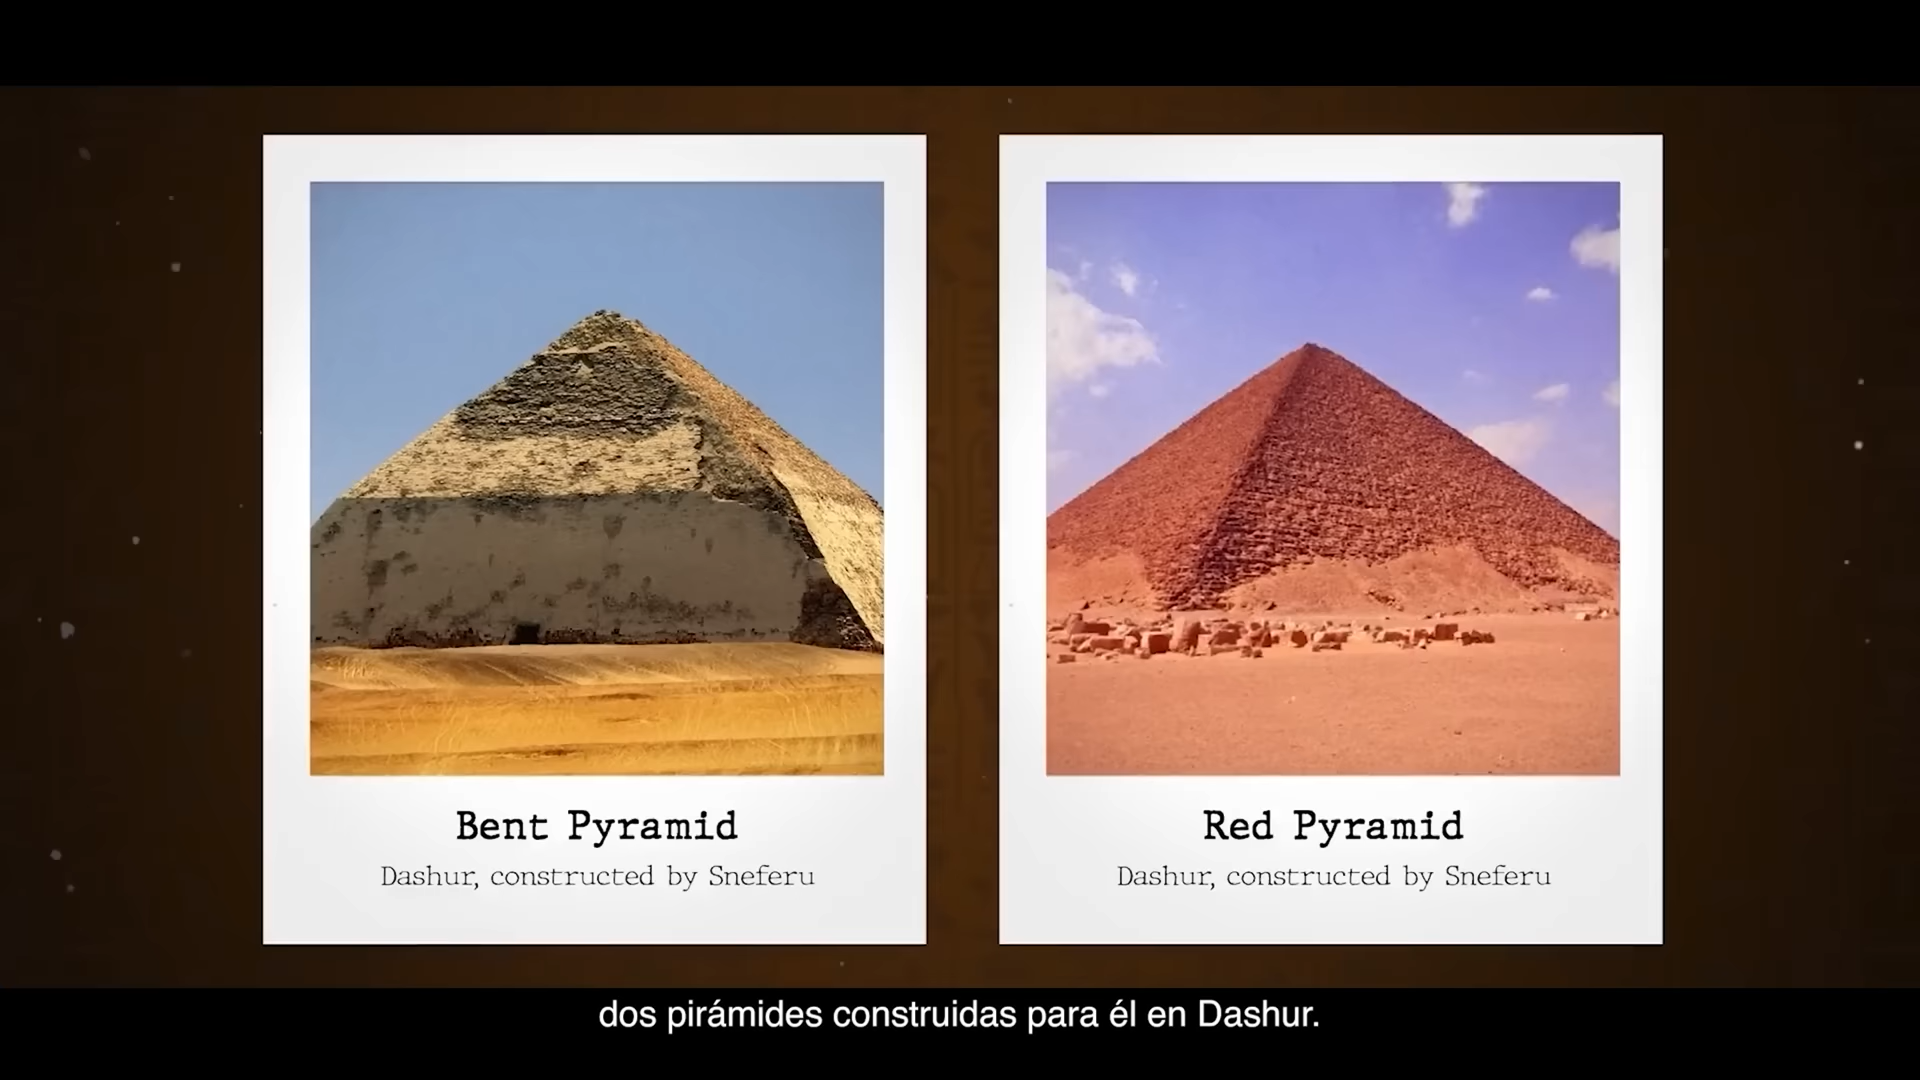 Bent Pyramid
Dashur, constructed by Sneferu
Red Pyramid
Dashur, constructed by Sneferu
dos pirámides construidas para él en Dashur.